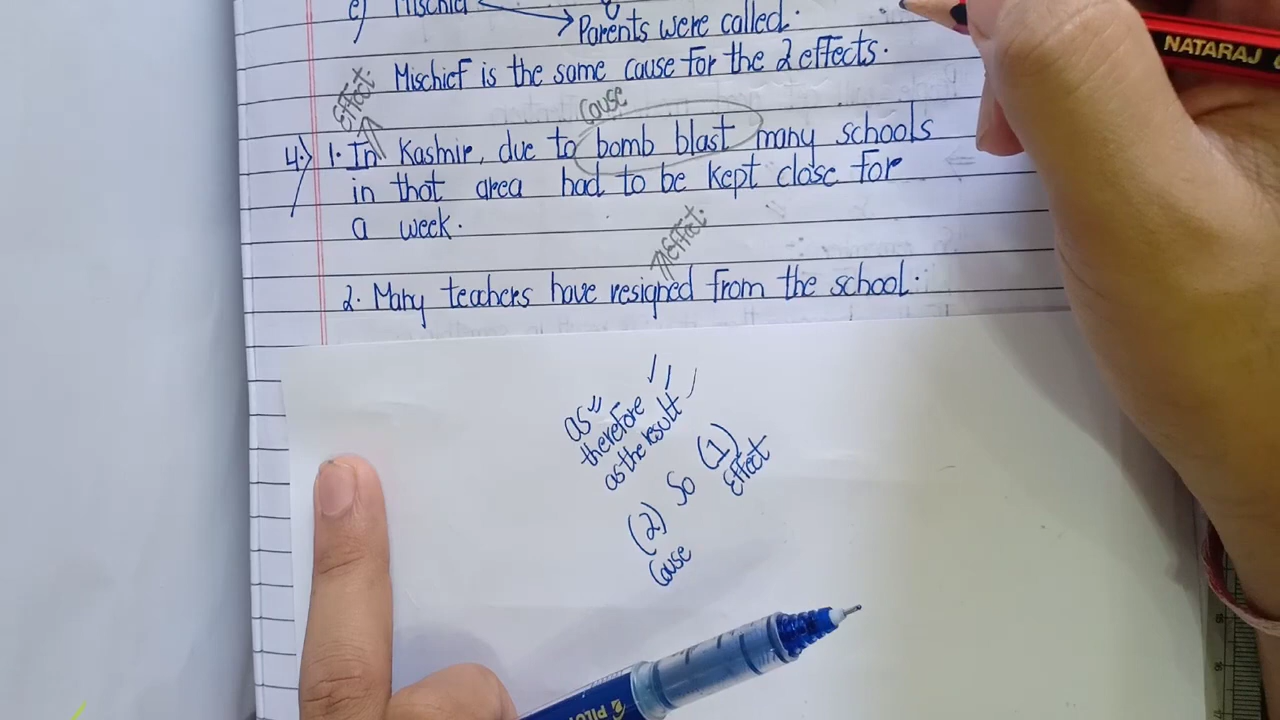 e) Mischief
Parents were called.
Mischief is the same cause for the 2 effects.
Effect.
Cause
4.) 1. In Kasmir, due to bomb blast many schools
in that area had to be kept close for
a week.
Effect.
2. Many teachers have resigned from the school.
as
therefore
as the result
(2) So (1)
Cause Effect
NATARAJ
PILOT